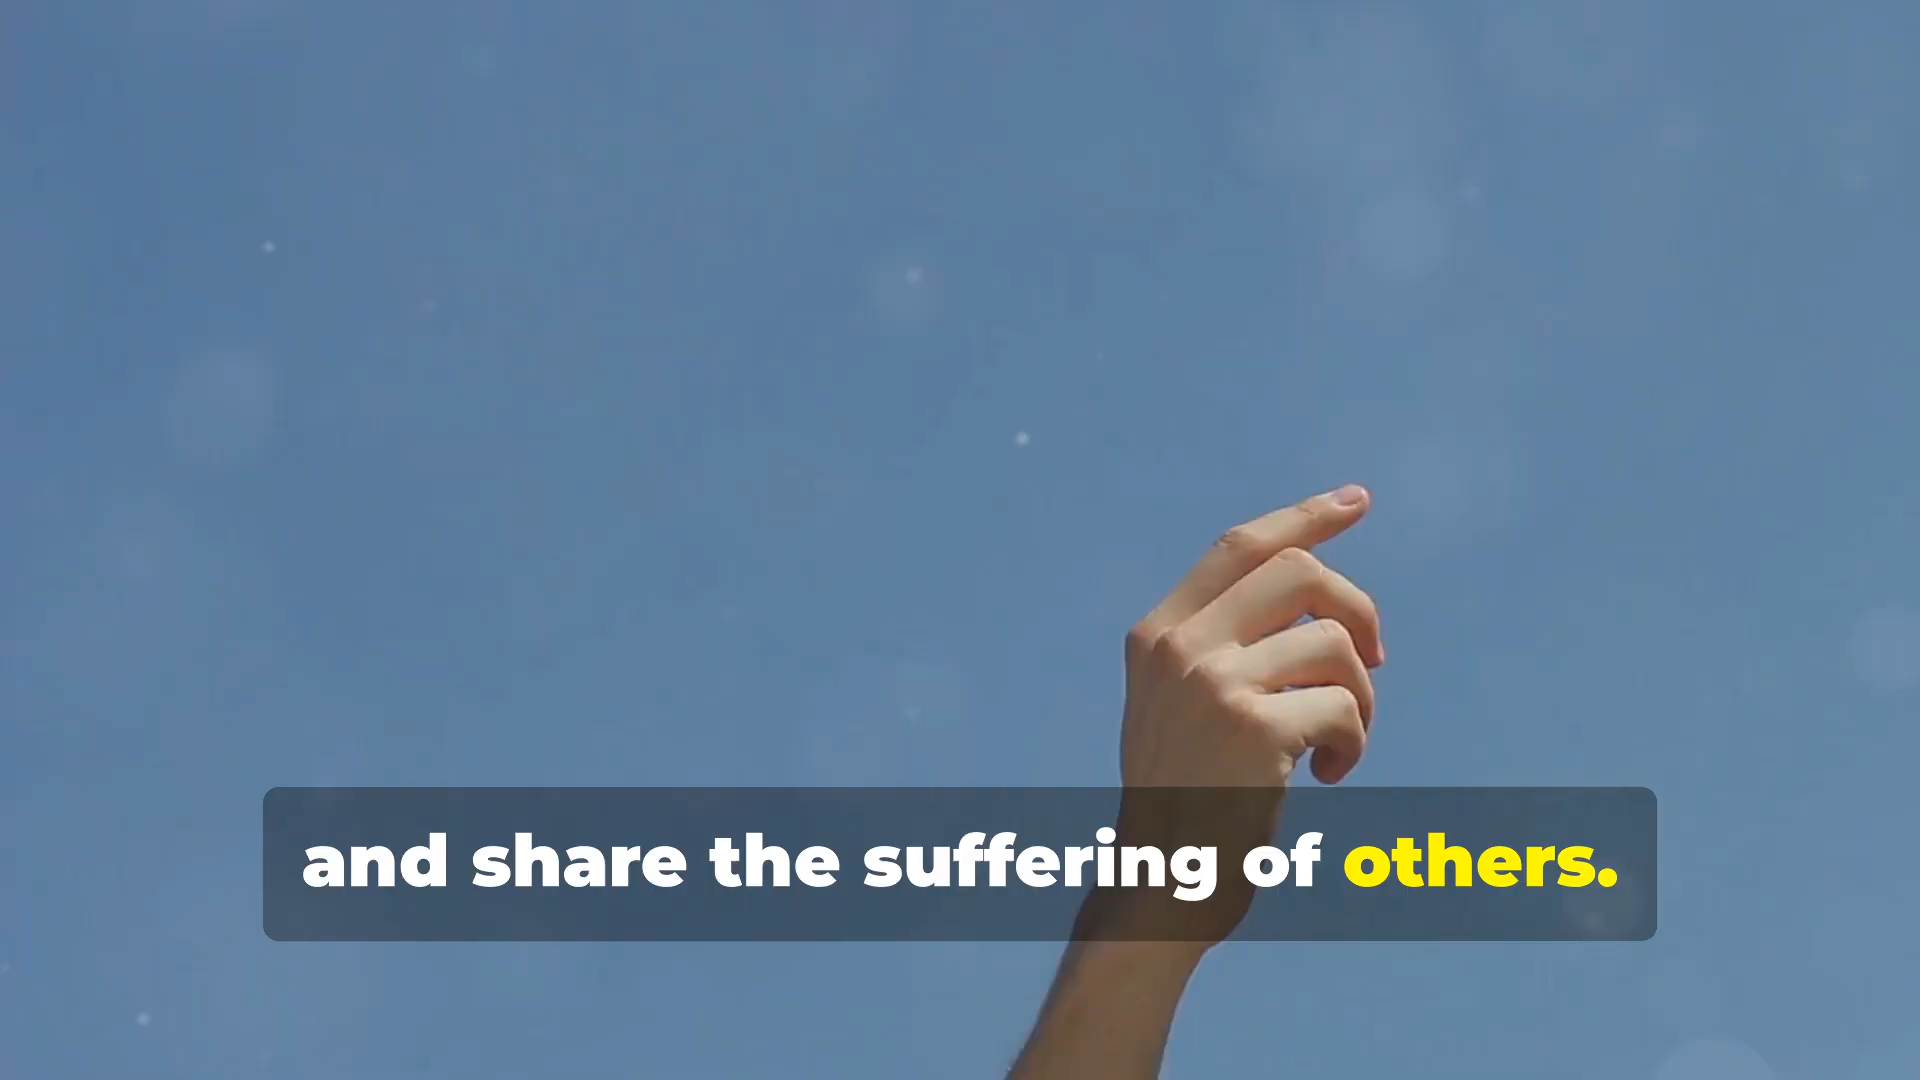 and share the suffering of others.